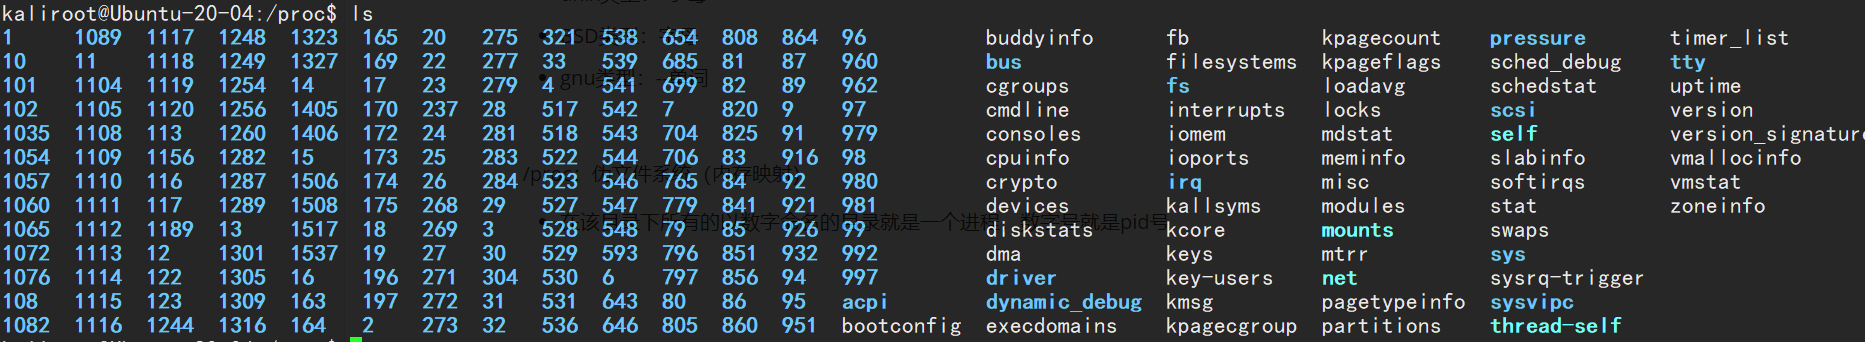 kaliroot@Ubuntu-20-04:/proc$ ls
1 1089 1117 1248 1323 165 20 275 321 538 654 808 864 96 buddyinfo fb kpagecount pressure timer_list
10 11 1118 1249 1327 169 22 277 33 539 685 81 87 960 bus filesystems kpageflags sched_debug tty
101 1104 1119 1254 14 17 23 279 4 541 699 82 89 962 cgroups fs loadavg schedstat uptime
102 1105 1120 1256 1405 170 237 28 517 542 7 820 9 97 cmdline interrupts locks scsi version
1035 1108 113 1260 1406 172 24 281 518 543 704 825 91 979 consoles iomem mdstat self version_signature
1054 1109 1156 1282 15 173 25 283 522 544 706 83 916 98 cpuinfo ioports meminfo slabinfo vmallocinfo
1057 1110 116 1287 1506 174 26 284 523 546 765 84 92 980 crypto irq misc softirqs vmstat
1060 1111 117 1289 1508 175 268 29 527 547 779 841 921 981 devices kallsyms modules stat zoneinfo
1065 1112 1189 13 1517 18 269 3 528 548 79 85 926 99 diskstats kcore mounts swaps
1072 1113 12 1301 1537 19 27 30 529 593 796 851 932 992 dma keys mtrr sys
1076 1114 122 1305 16 196 271 304 530 6 797 856 94 997 driver key-users net sysrq-trigger
108 1115 123 1309 163 197 272 31 531 643 80 86 95 acpi dynamic_debug kmsg pagetypeinfo sysvipc
1082 1116 1244 1316 164 2 273 32 536 646 805 860 951 bootconfig execdomains kpagecgroup partitions thread-self